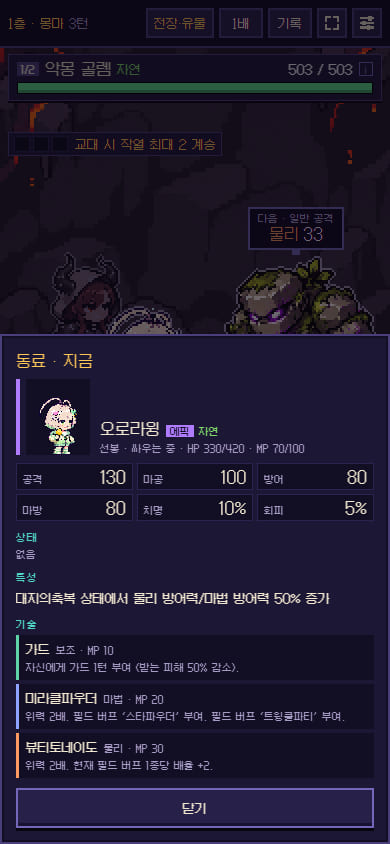 1층 · 몽마 3턴 전장·유물 1배 기록
1/2 악몽 골렘 자연 503 / 503 i
교대 시 작열 최대 2 계승
다음 · 일반 공격
물리 33
동료 · 지금
오로라윙 에픽 자연
선봉 · 싸우는 중 · HP 330/420 · MP 70/100
공격 130 마공 100 방어 80
마방 80 치명 10% 회피 5%
상태
없음
특성
대지의축복 상태에서 물리 방어력/마법 방어력 50% 증가
기술
가드 보조 · MP 10
자신에게 가드 1턴 부여 (받는 피해 50% 감소).
미라클파우더 마법 · MP 20
위력 2배. 필드 버프 '스타파우더' 부여. 필드 버프 '트윙클파티' 부여.
뷰티토네이도 물리 · MP 30
위력 2배. 현재 필드 버프 1종당 배율 +2.
닫기